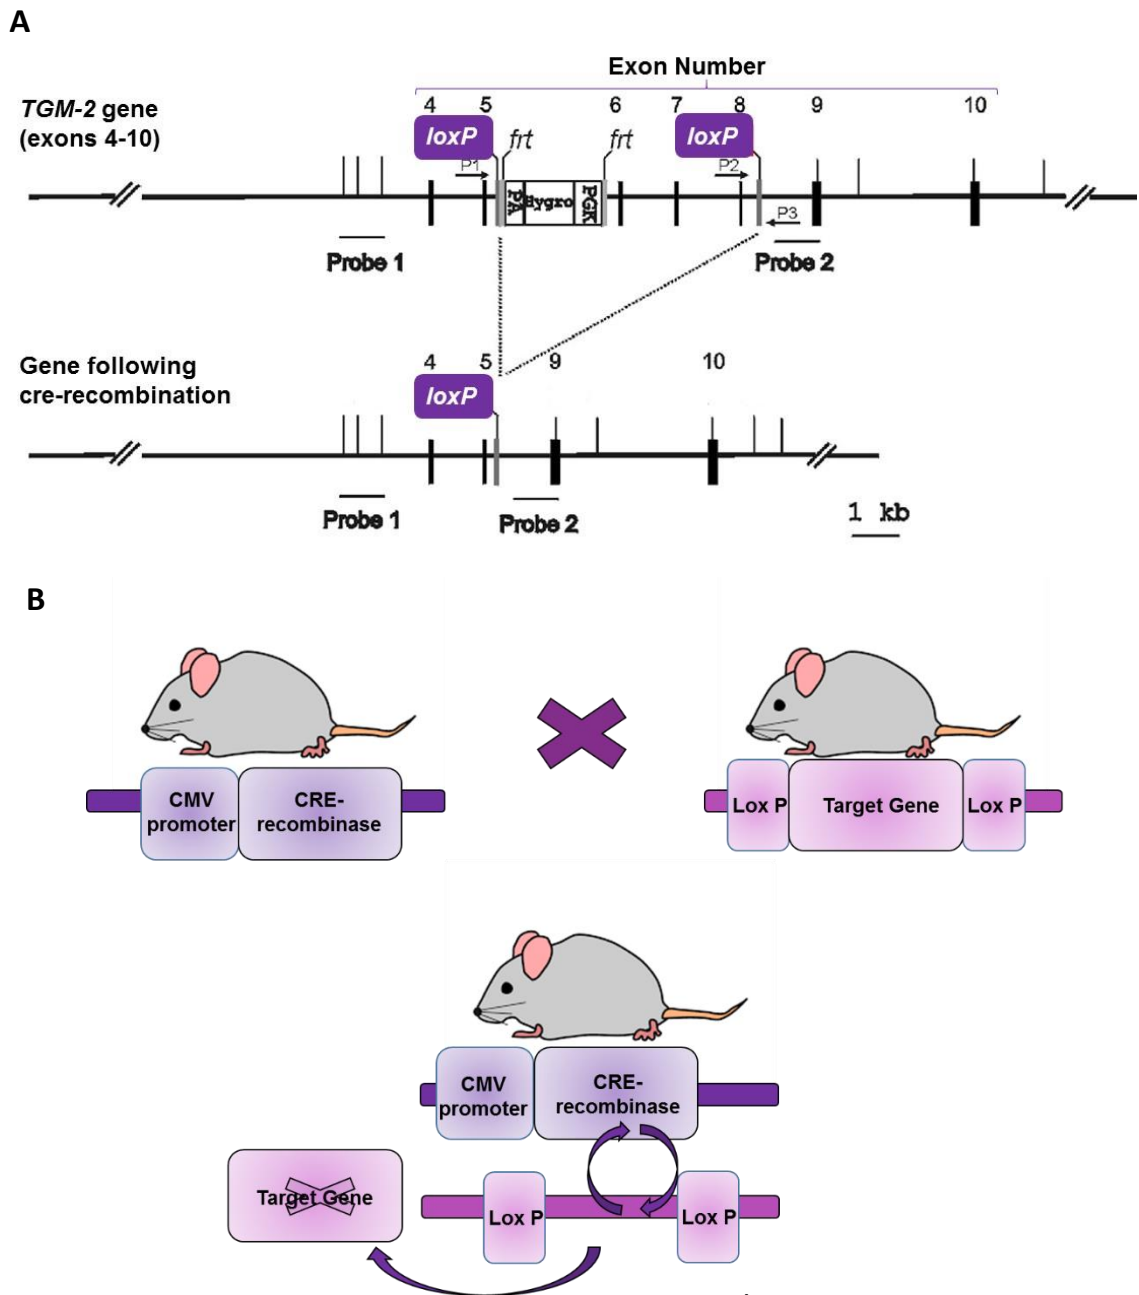 A
Exon Number
TGM-2 gene
(exons 4-10)
4 5 6 7 8 9 10
loxP frt frt loxP
P1 P2
PA Hygro PGK
P3
Probe 1 Probe 2
Gene following
cre-recombination
4 5 9 10
loxP
Probe 1 Probe 2
1 kb
B
CMV
promoter
CRE-
recombinase
Lox P
Target Gene
Lox P
CMV
promoter
CRE-
recombinase
Target Gene
Lox P
Lox P